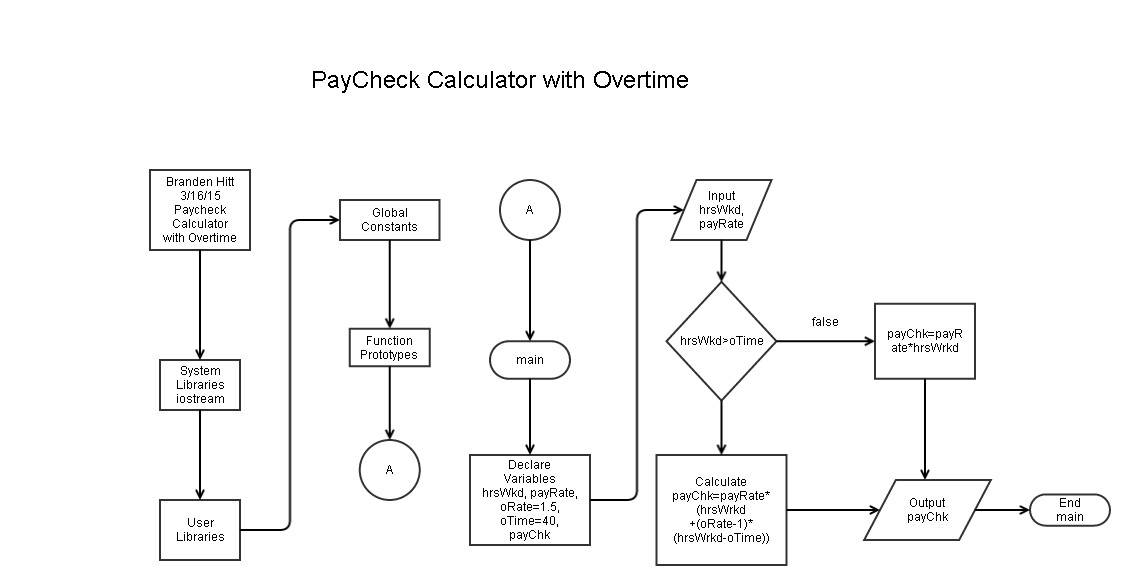 PayCheck Calculator with Overtime
Branden Hitt
3/16/15
Paycheck
Calculator
with Overtime
System
Libraries
iostream
User
Libraries
Global
Constants
Function
Prototypes
A
A
main
Declare
Variables
hrsWkd, payRate,
oRate=1.5,
oTime=40,
payChk
Input
hrsWkd,
payRate
hrsWkd>oTime
false
payChk=payR
ate*hrsWrkd
Calculate
payChk=payRate*
(hrsWrkd
+(oRate-1)*
(hrsWrkd-oTime))
Output
payChk
End
main